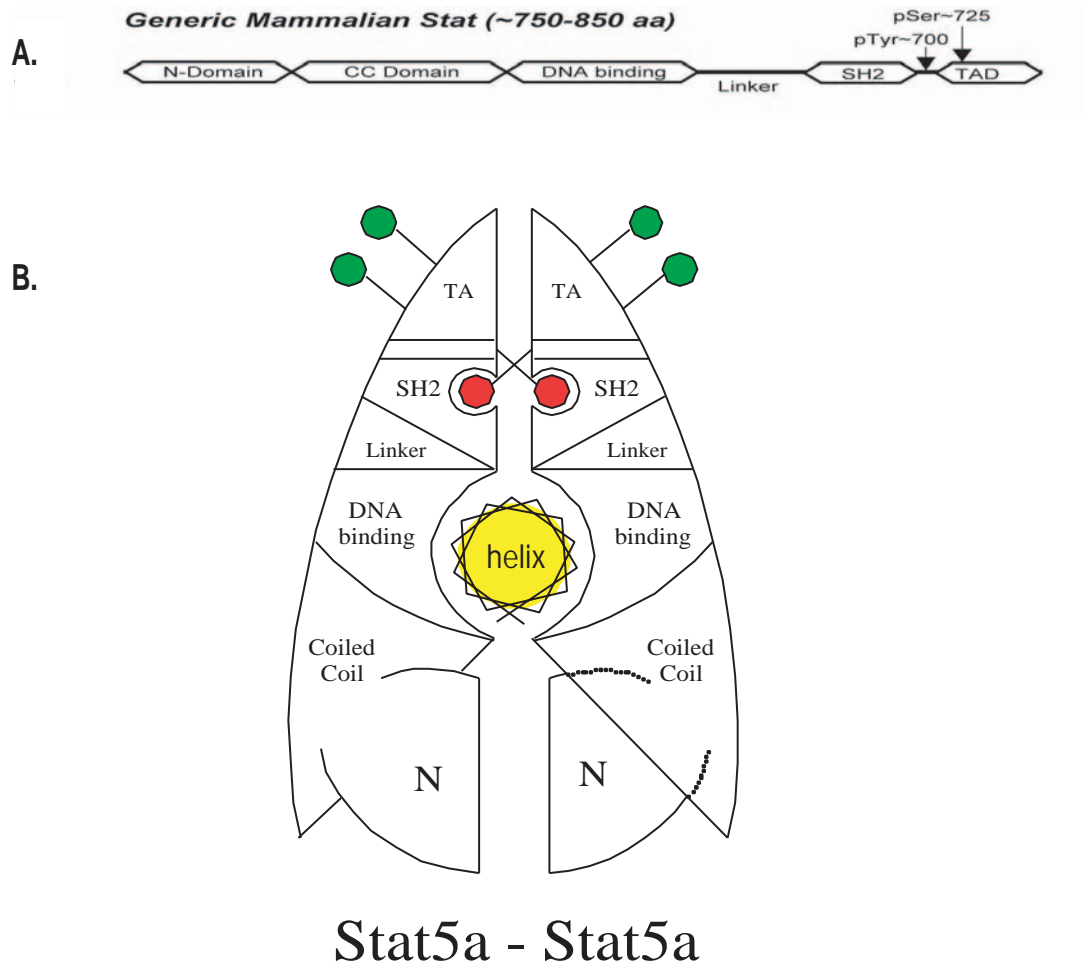 A.
Generic Mammalian Stat (~750-850 aa)
pSer~725
pTyr~700
N-Domain
CC Domain
DNA binding
Linker
SH2
TAD
B.
TA
TA
SH2
SH2
Linker
Linker
DNA
binding
helix
DNA
binding
Coiled
Coil
Coiled
Coil
N
N
Stat5a - Stat5a